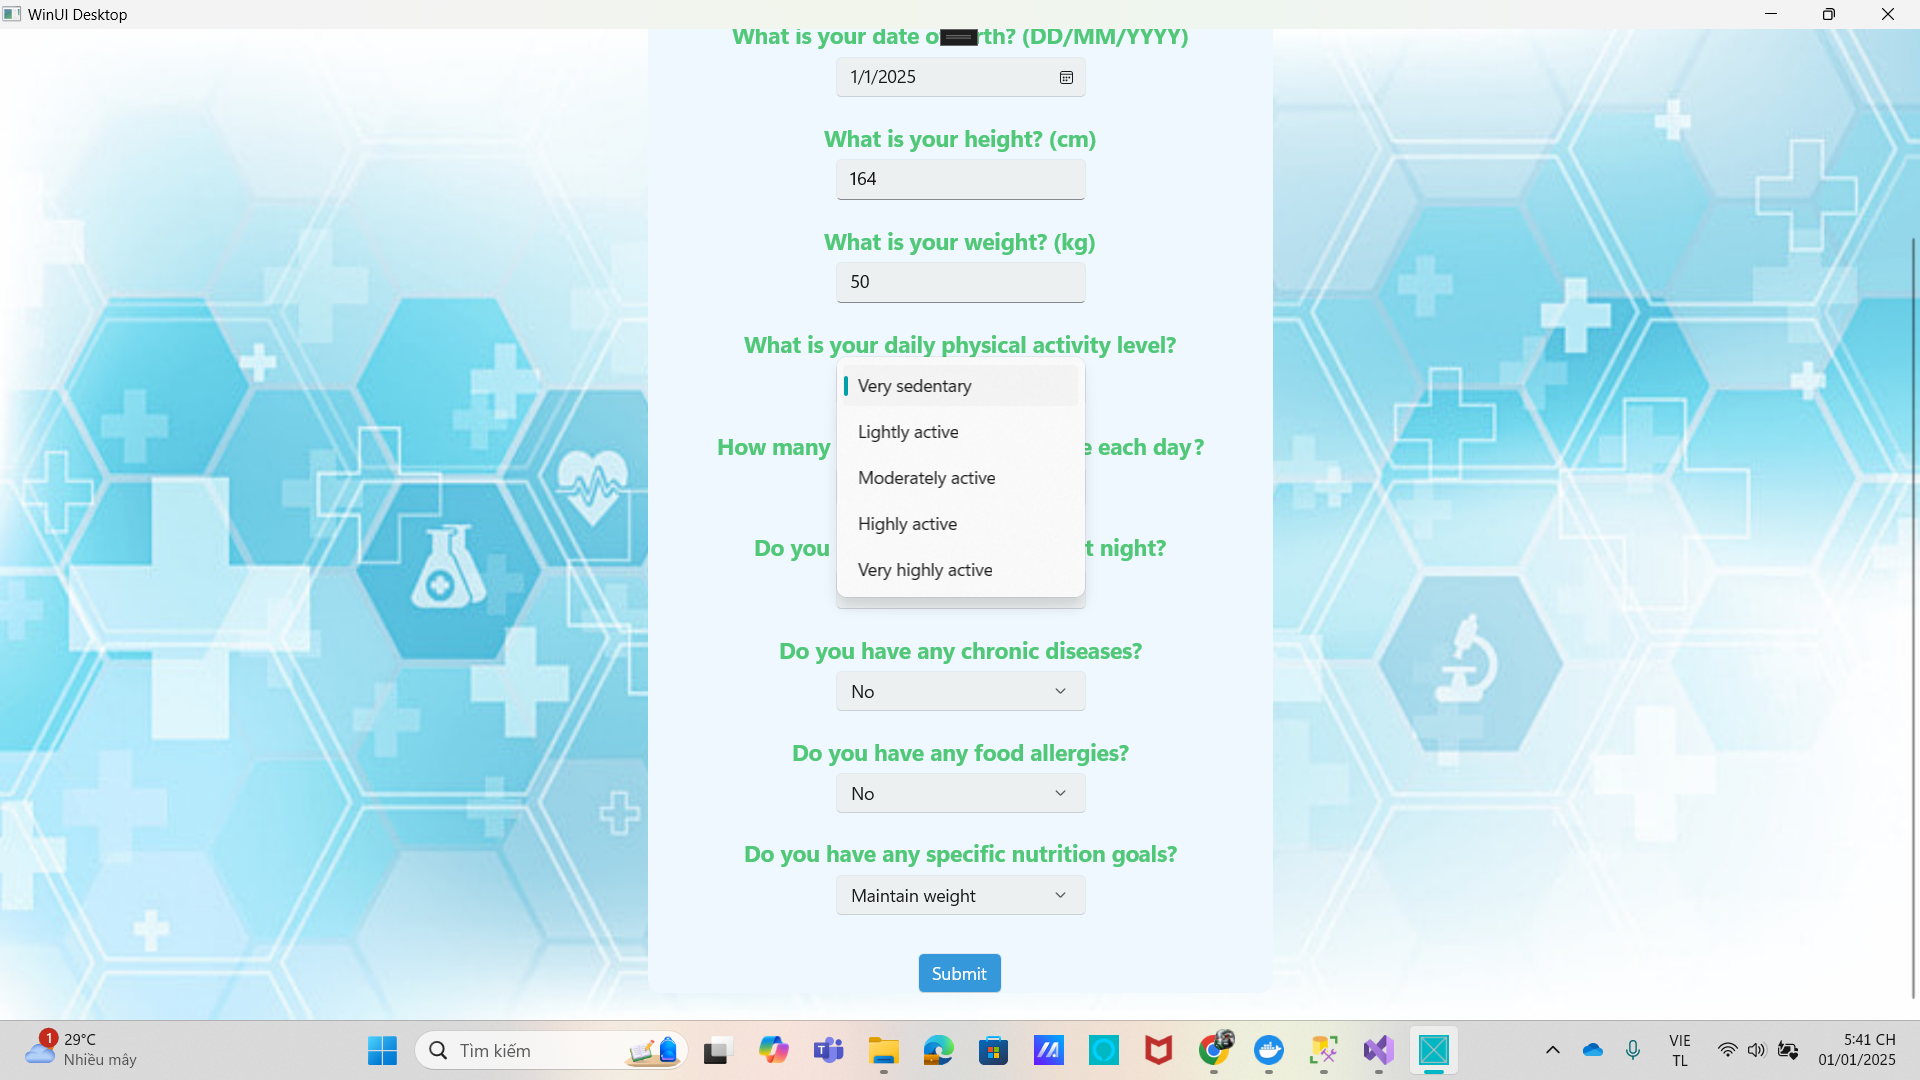 WinUI Desktop
What is your date o rth? (DD/MM/YYYY)
1/1/2025
What is your height? (cm)
164
What is your weight? (kg)
50
What is your daily physical activity level?
Very sedentary
Lightly active
How many e each day?
Moderately active
Highly active
Do you t night?
Very highly active
Do you have any chronic diseases?
No
Do you have any food allergies?
No
Do you have any specific nutrition goals?
Maintain weight
Submit
1
29°C
Nhiều mây
Tìm kiếm
VIE
TL
5:41 CH
01/01/2025